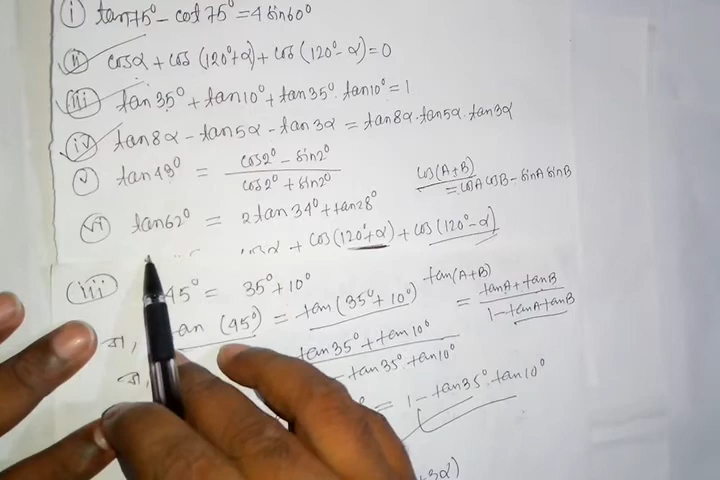 (i) tan75° - cot75° = 4 sin60°
(ii) cosα + cos (120°+α) + cos (120° - α) = 0
(iii) tan35° + tan10° + tan35° . tan10° = 1
(iv) tan8α - tan5α - tan3α = tan8α . tan5α . tan3α
(v) tan43° = (cos2° - sin2°) / (cos2° + sin2°)
cos(A+B) = cosA cosB - sinA sinB
(vi) tan62° = 2tan34° + tan28°
cosα + cos(120°+α) + cos(120° - α)
(iii) 45° = 35° + 10°
বা, tan (45°) = tan (35° + 10°)
tan(A+B) = (tanA + tanB) / (1 - tanA tanB)
বা, tan35° + tan10°
- tan35° . tan10°
= 1 - tan35° . tan10°
+3α)